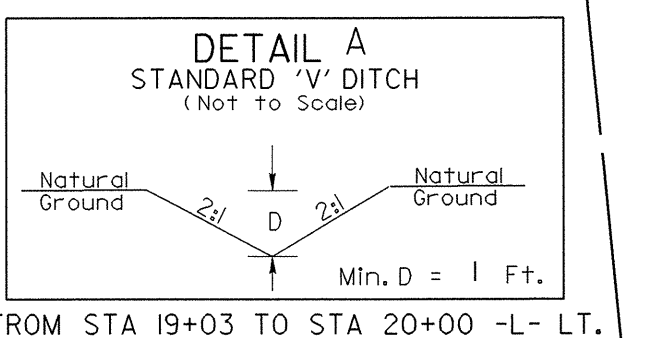 DETAIL A
STANDARD 'V' DITCH
(Not to Scale)
Natural
Ground
2:1
D
2:1
Natural
Ground
Min. D = 1 Ft.
FROM STA 19+03 TO STA 20+00 -L- LT.